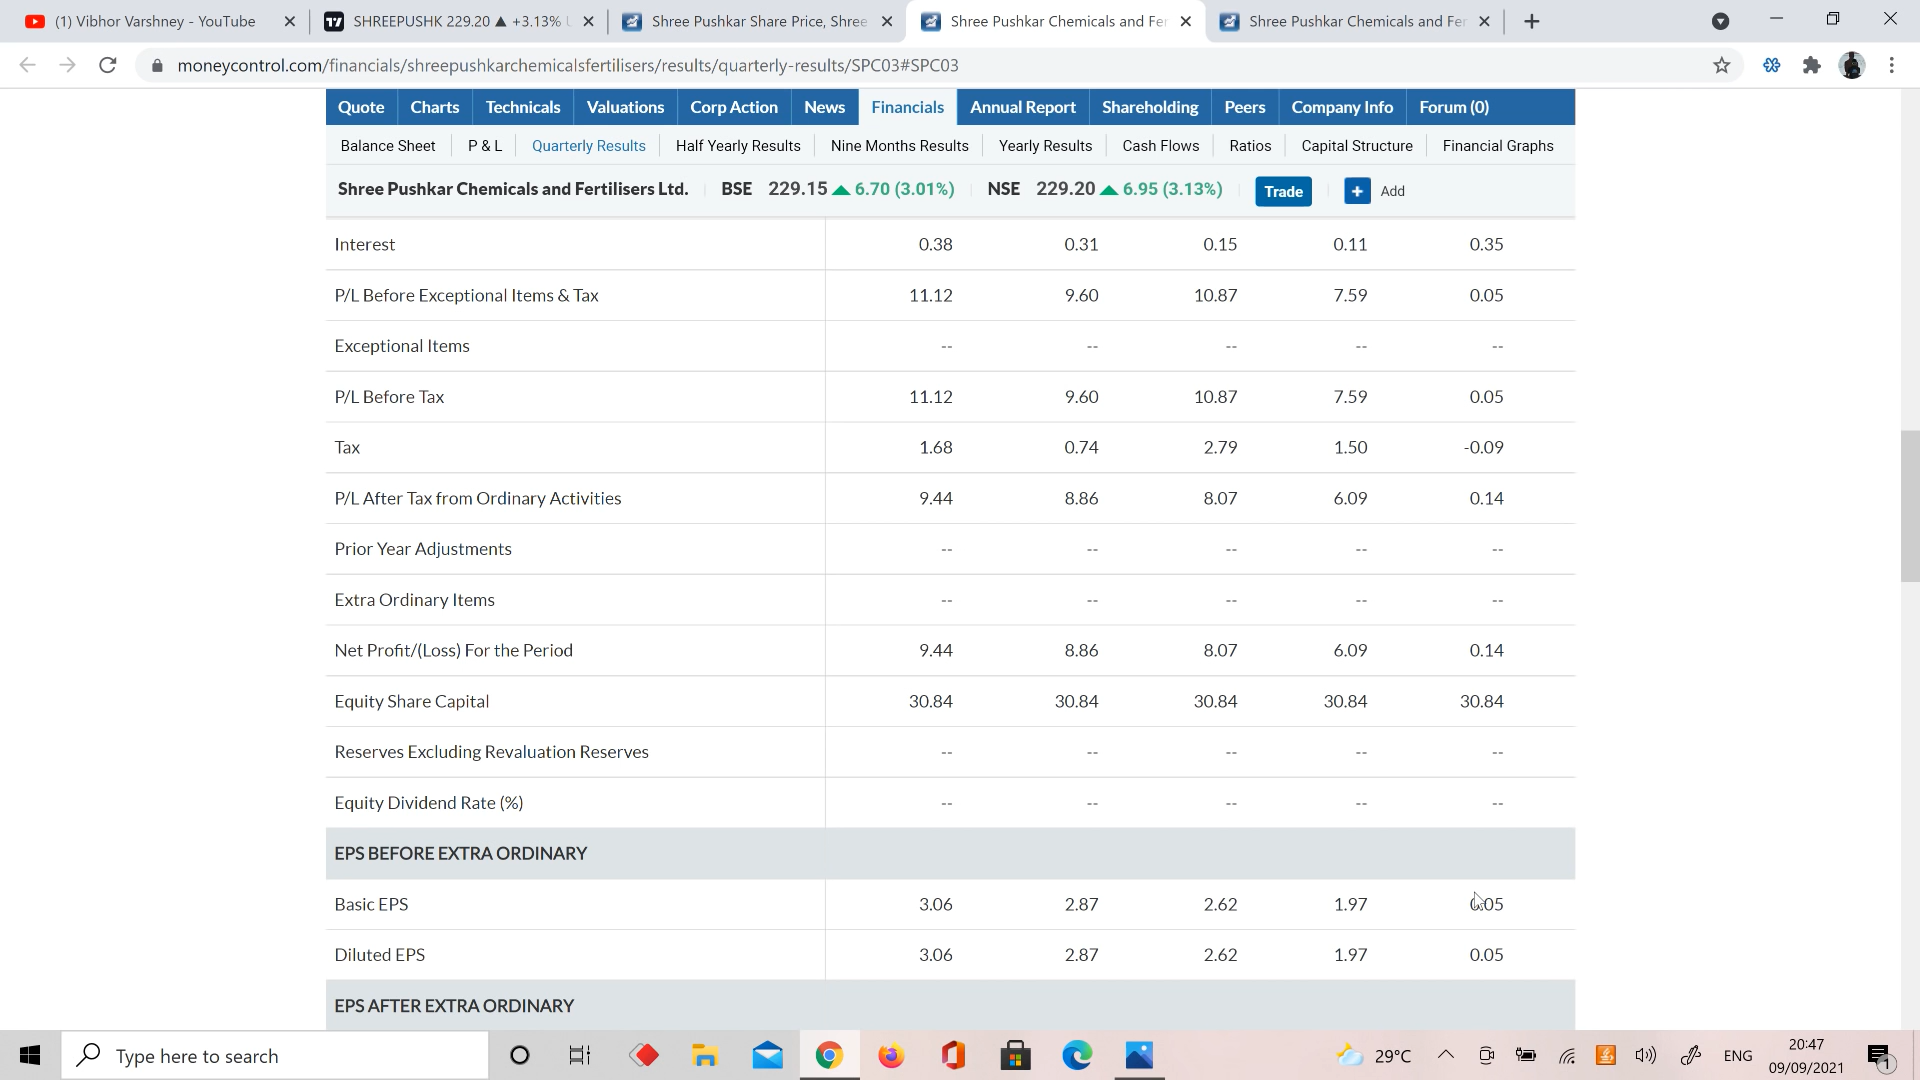 (1) Vibhor Varshney - YouTube
SHREEPUSHK 229.20 ▲ +3.13%
Shree Pushkar Share Price, Shree
Shree Pushkar Chemicals and Fer
Shree Pushkar Chemicals and Fer
moneycontrol.com/financials/shreepushkarchemicalsfertilisers/results/quarterly-results/SPC03#SPC03
Quote Charts Technicals Valuations Corp Action News Financials Annual Report Shareholding Peers Company Info Forum (0)
Balance Sheet P & L Quarterly Results Half Yearly Results Nine Months Results Yearly Results Cash Flows Ratios Capital Structure Financial Graphs
Shree Pushkar Chemicals and Fertilisers Ltd. BSE 229.15 ▲ 6.70 (3.01%) NSE 229.20 ▲ 6.95 (3.13%) Trade + Add
Interest 0.38 0.31 0.15 0.11 0.35
P/L Before Exceptional Items & Tax 11.12 9.60 10.87 7.59 0.05
Exceptional Items -- -- -- -- --
P/L Before Tax 11.12 9.60 10.87 7.59 0.05
Tax 1.68 0.74 2.79 1.50 -0.09
P/L After Tax from Ordinary Activities 9.44 8.86 8.07 6.09 0.14
Prior Year Adjustments -- -- -- -- --
Extra Ordinary Items -- -- -- -- --
Net Profit/(Loss) For the Period 9.44 8.86 8.07 6.09 0.14
Equity Share Capital 30.84 30.84 30.84 30.84 30.84
Reserves Excluding Revaluation Reserves -- -- -- -- --
Equity Dividend Rate (%) -- -- -- -- --
EPS BEFORE EXTRA ORDINARY
Basic EPS 3.06 2.87 2.62 1.97 0.05
Diluted EPS 3.06 2.87 2.62 1.97 0.05
EPS AFTER EXTRA ORDINARY
Type here to search
29°C
ENG
20:47
09/09/2021
1